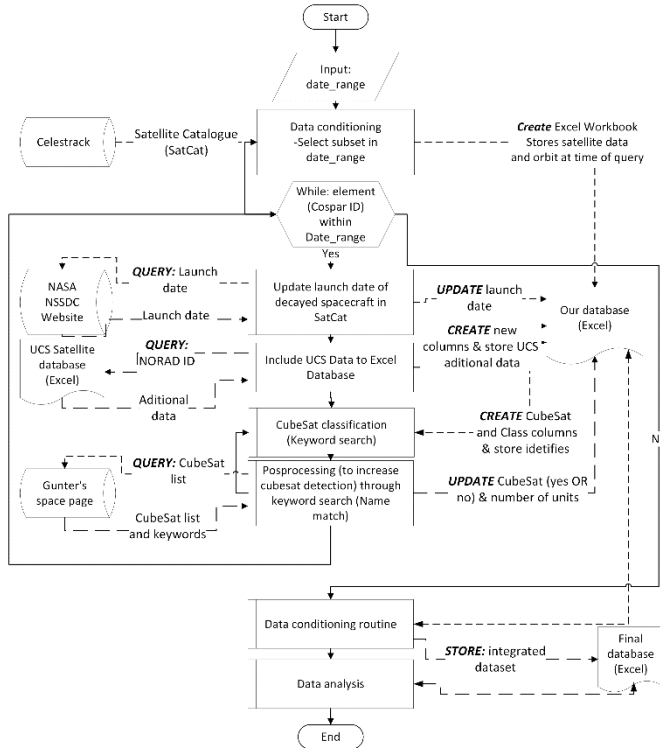 Start
Input:
date_range
Celestrack
Satellite Catalogue
(SatCat)
Data conditioning
-Select subset in
date_range
Create Excel Workbook
Stores satellite data
and orbit at time of query
While: element
(Cospar ID)
within
Date_range
Yes
N
NASA
NSSDC
Website
QUERY: Launch
date
Launch date
Update launch date of
decayed spacecraft in
SatCat
UPDATE launch
date
Our database
(Excel)
UCS Satellite
database
(Excel)
QUERY:
NORAD ID
Aditional
data
Include UCS Data to Excel
Database
CREATE new
columns & store UCS
aditional data
CubeSat classification
(Keyword search)
CREATE CubeSat
and Class columns
& store idetifies
Gunter's
space page
QUERY: CubeSat
list
CubeSat list
and keywords
Posprocessing (to increase
cubesat detection) through
keyword search (Name
match)
UPDATE CubeSat (yes OR
no) & number of units
Data conditioning routine
STORE: integrated
dataset
Final
database
(Excel)
Data analysis
End